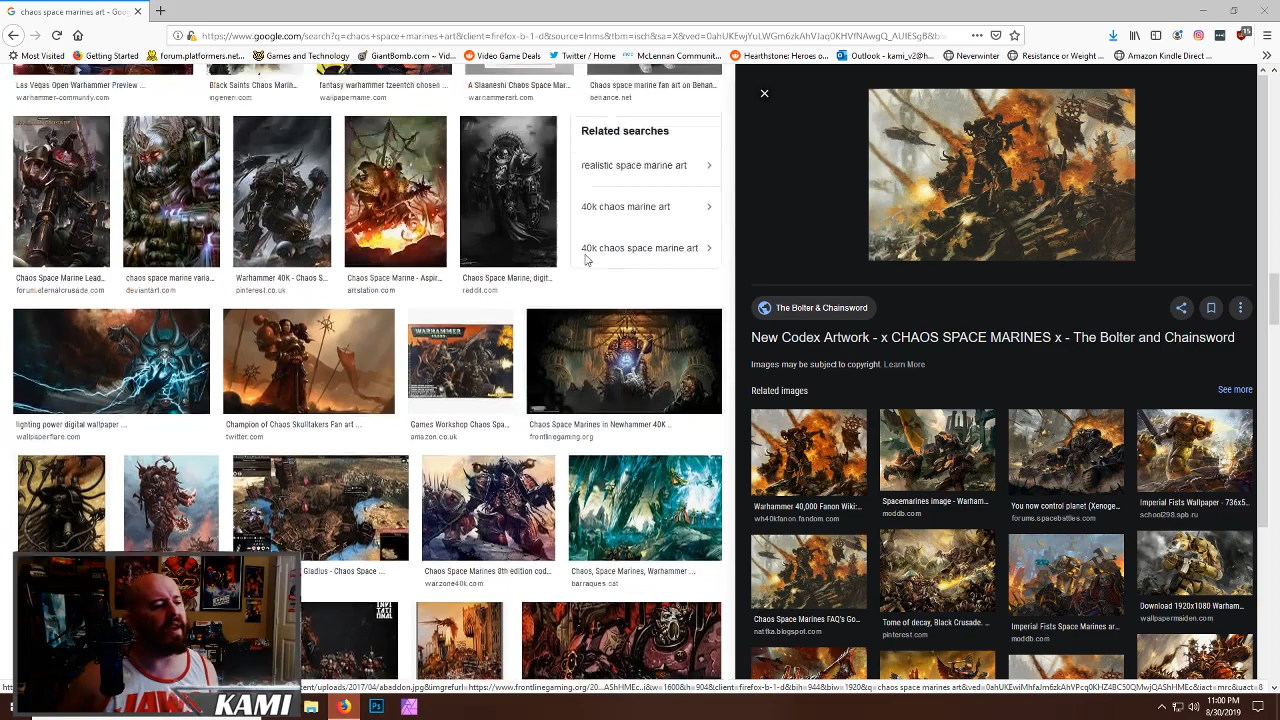 chaos space marines art - Goo
https://www.google.com/search?q=chaos+space+marines+art&client=firefox-b-1-d&source=lnms&tbm=isch&sa=X&ved=0ahUKEwjYuLWGm6zkAhVJaq0KHVfNAwgQ_AUIESgB&biv
15
Most Visited
Getting Started
forum.platformers.net...
Games and Technology
GiantBomb - Game
Video Game Deals
Twitter / Home
McLennan Community...
Hearthstone: Heroes o...
Outlook - kami_v2@h...
Neverwinter
Resistance or Weight ...
Amazon Kindle Direct ...
Las Vegas Open Warhammer Preview ...
warhammer-community.com
Black Saints Chaos Marin...
fantasy warhammer tzeentch chosen ...
wallpapername.com
A Slaaneshi Chaos Space Mar...
warhammerart.com
Chaos space marine fan art on Behan...
behance.net
Related searches
realistic space marine art
40k chaos marine art
40k chaos space marine art
Chaos Space Marine Lead...
forum.eternalcrusade.com
chaos space marine varia...
deviantart.com
Warhammer 40K - Chaos S...
pinterest.co.uk
Chaos Space Marine - Aspir...
artstation.com
Chaos Space Marine, digit...
reddit.com
WARHAMMER
lighting power digital wallpaper ...
wallpaperflare.com
Champion of Chaos Skulltakers Fan art ...
twitter.com
Games Workshop Chaos Spa...
amazon.co.uk
Chaos Space Marines in Newhammer 40K ..
frontlinegaming.org
Gladius - Chaos Space ...
Chaos Space Marines 8th edition cod...
warzone40k.com
Chaos, Space Marines, Warhammer ...
barraques.cat
The Bolter & Chainsword
New Codex Artwork - x CHAOS SPACE MARINES x - The Bolter and Chainsword
Images may be subject to copyright. Learn More
Related images
See more
Warhammer 40,000 Fanon Wiki:...
wh40kfanon.fandom.com
Spacemarines image - Warham...
moddb.com
You now control planet (Xenoge...
forums.spacebattles.com
Imperial Fists Wallpaper - 736x5...
school298.spb.ru
Chaos Space Marines FAQ's Go...
natfka.blogspot.com
Tome of decay, Black Crusade. ...
pinterest.com
Imperial Fists Space Marines ar...
moddb.com
Download 1920x1080 Warham...
wallpapermaiden.com
KAMI
11:00 PM
8/30/2019